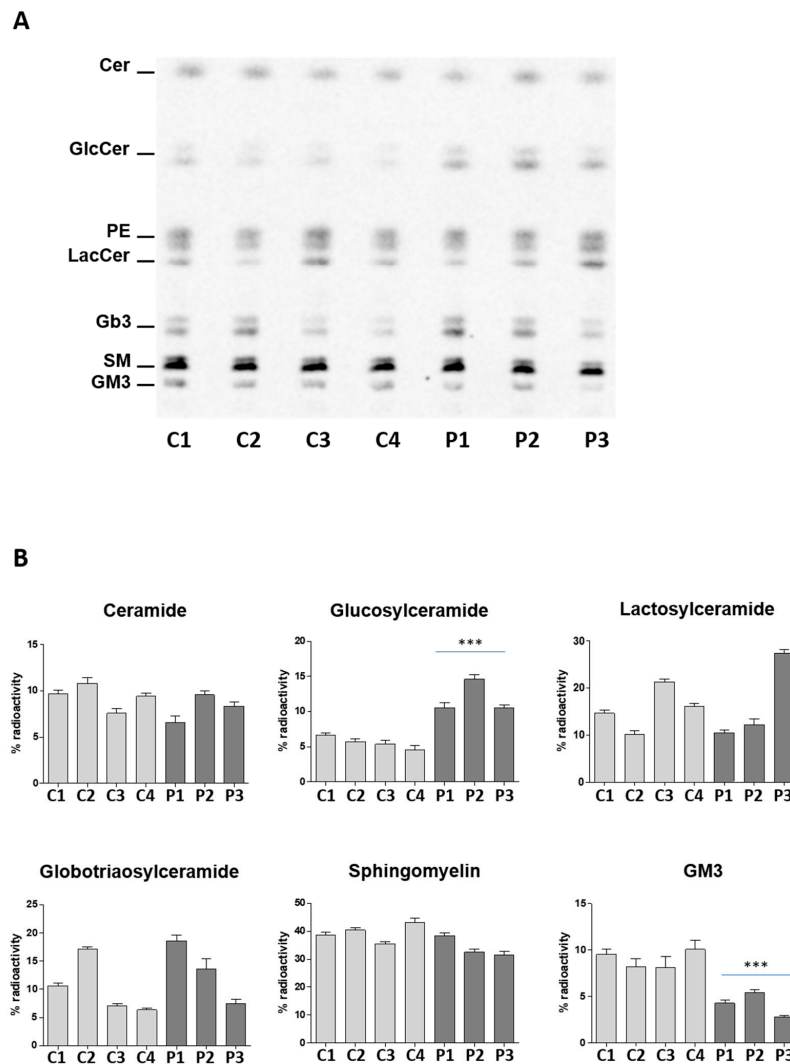 A
Cer
GlcCer
PE
LacCer
Gb3
SM
GM3
C1 C2 C3 C4 P1 P2 P3
B
Ceramide
15
10
5
0
% radioactivity
C1 C2 C3 C4 P1 P2 P3
Glucosylceramide
20
15
10
5
0
% radioactivity
***
C1 C2 C3 C4 P1 P2 P3
Lactosylceramide
30
20
10
0
% radioactivity
C1 C2 C3 C4 P1 P2 P3
Globotriaosylceramide
25
20
15
10
5
0
% radioactivity
C1 C2 C3 C4 P1 P2 P3
Sphingomyelin
50
40
30
20
10
0
% radioactivity
C1 C2 C3 C4 P1 P2 P3
GM3
15
10
5
0
% radioactivity
***
C1 C2 C3 C4 P1 P2 P3